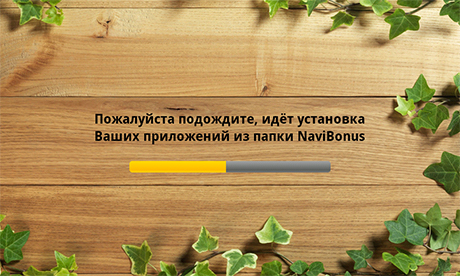 Пожалуйста подождите, идёт установка
Ваших приложений из папки NaviBonus